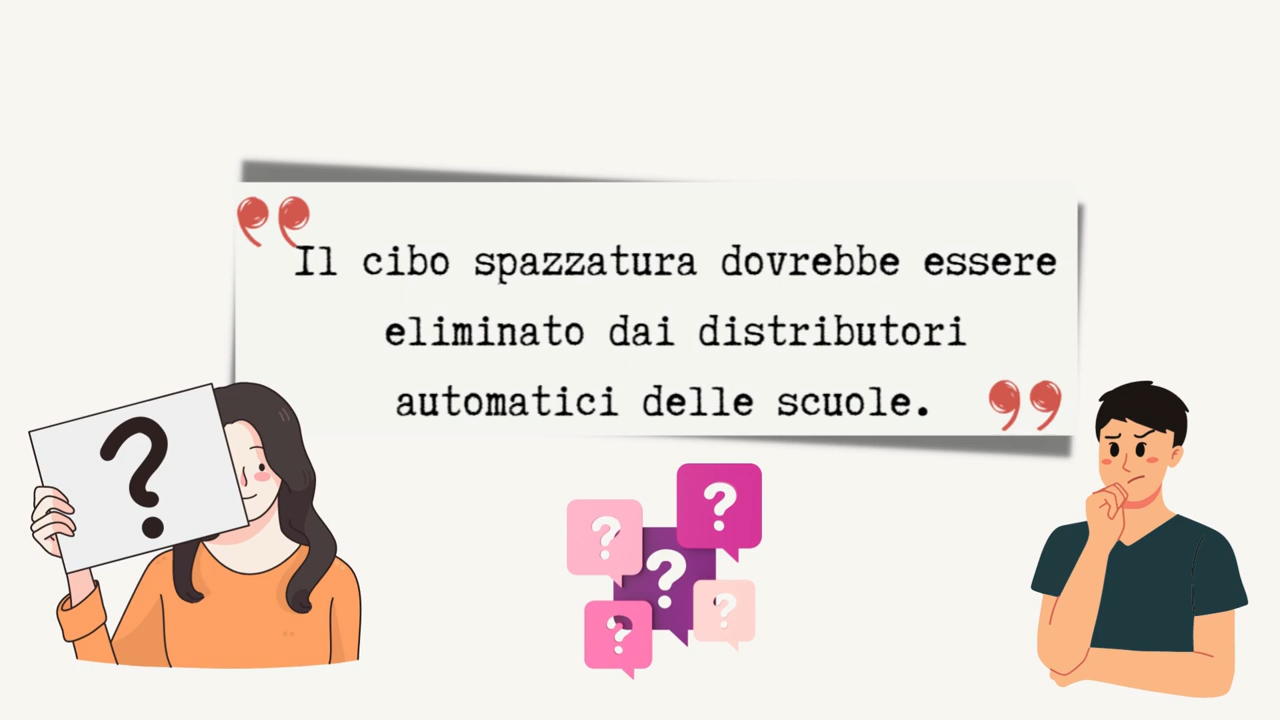 ❝Il cibo spazzatura dovrebbe essere
eliminato dai distributori
automatici delle scuole.❞
?
? ?
?
? ?